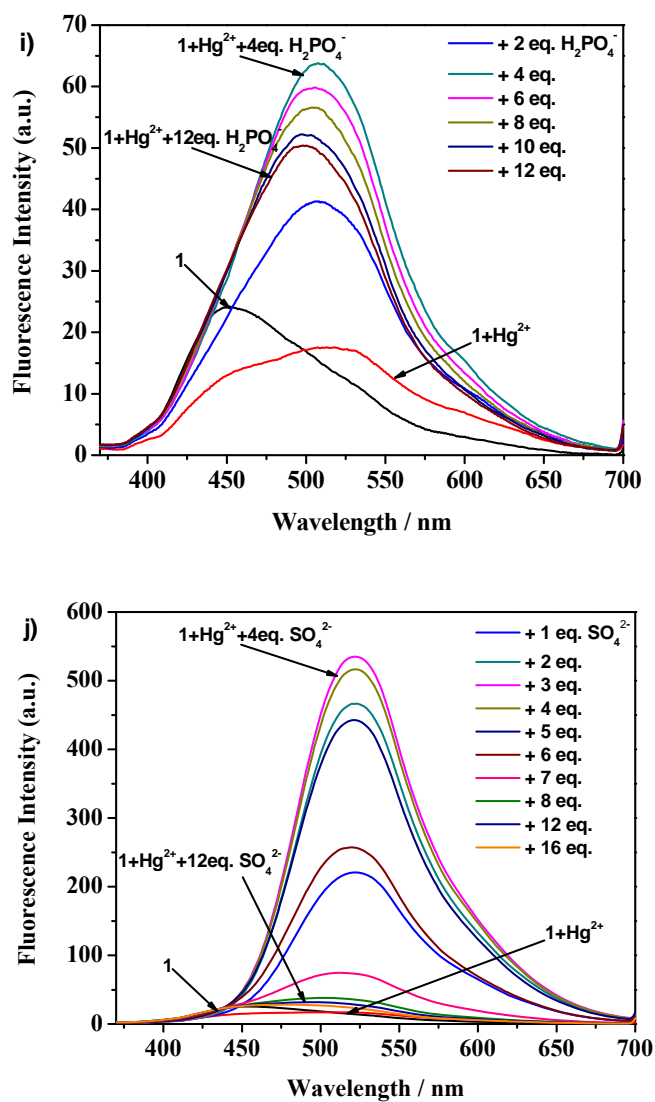 i)
70
60
50
40
30
20
10
0
Fluorescence Intensity (a.u.)
1+Hg²⁺+4eq. H₂PO₄⁻
1+Hg²⁺+12eq. H₂PO₄⁻
1
1+Hg²⁺
+ 2 eq. H₂PO₄⁻
+ 4 eq.
+ 6 eq.
+ 8 eq.
+ 10 eq.
+ 12 eq.
400 450 500 550 600 650 700
Wavelength / nm
j)
600
500
400
300
200
100
0
Fluorescence Intensity (a.u.)
1+Hg²⁺+4eq. SO₄²⁻
1+Hg²⁺+12eq. SO₄²⁻
1
1+Hg²⁺
+ 1 eq. SO₄²⁻
+ 2 eq.
+ 3 eq.
+ 4 eq.
+ 5 eq.
+ 6 eq.
+ 7 eq.
+ 8 eq.
+ 12 eq.
+ 16 eq.
400 450 500 550 600 650 700
Wavelength / nm